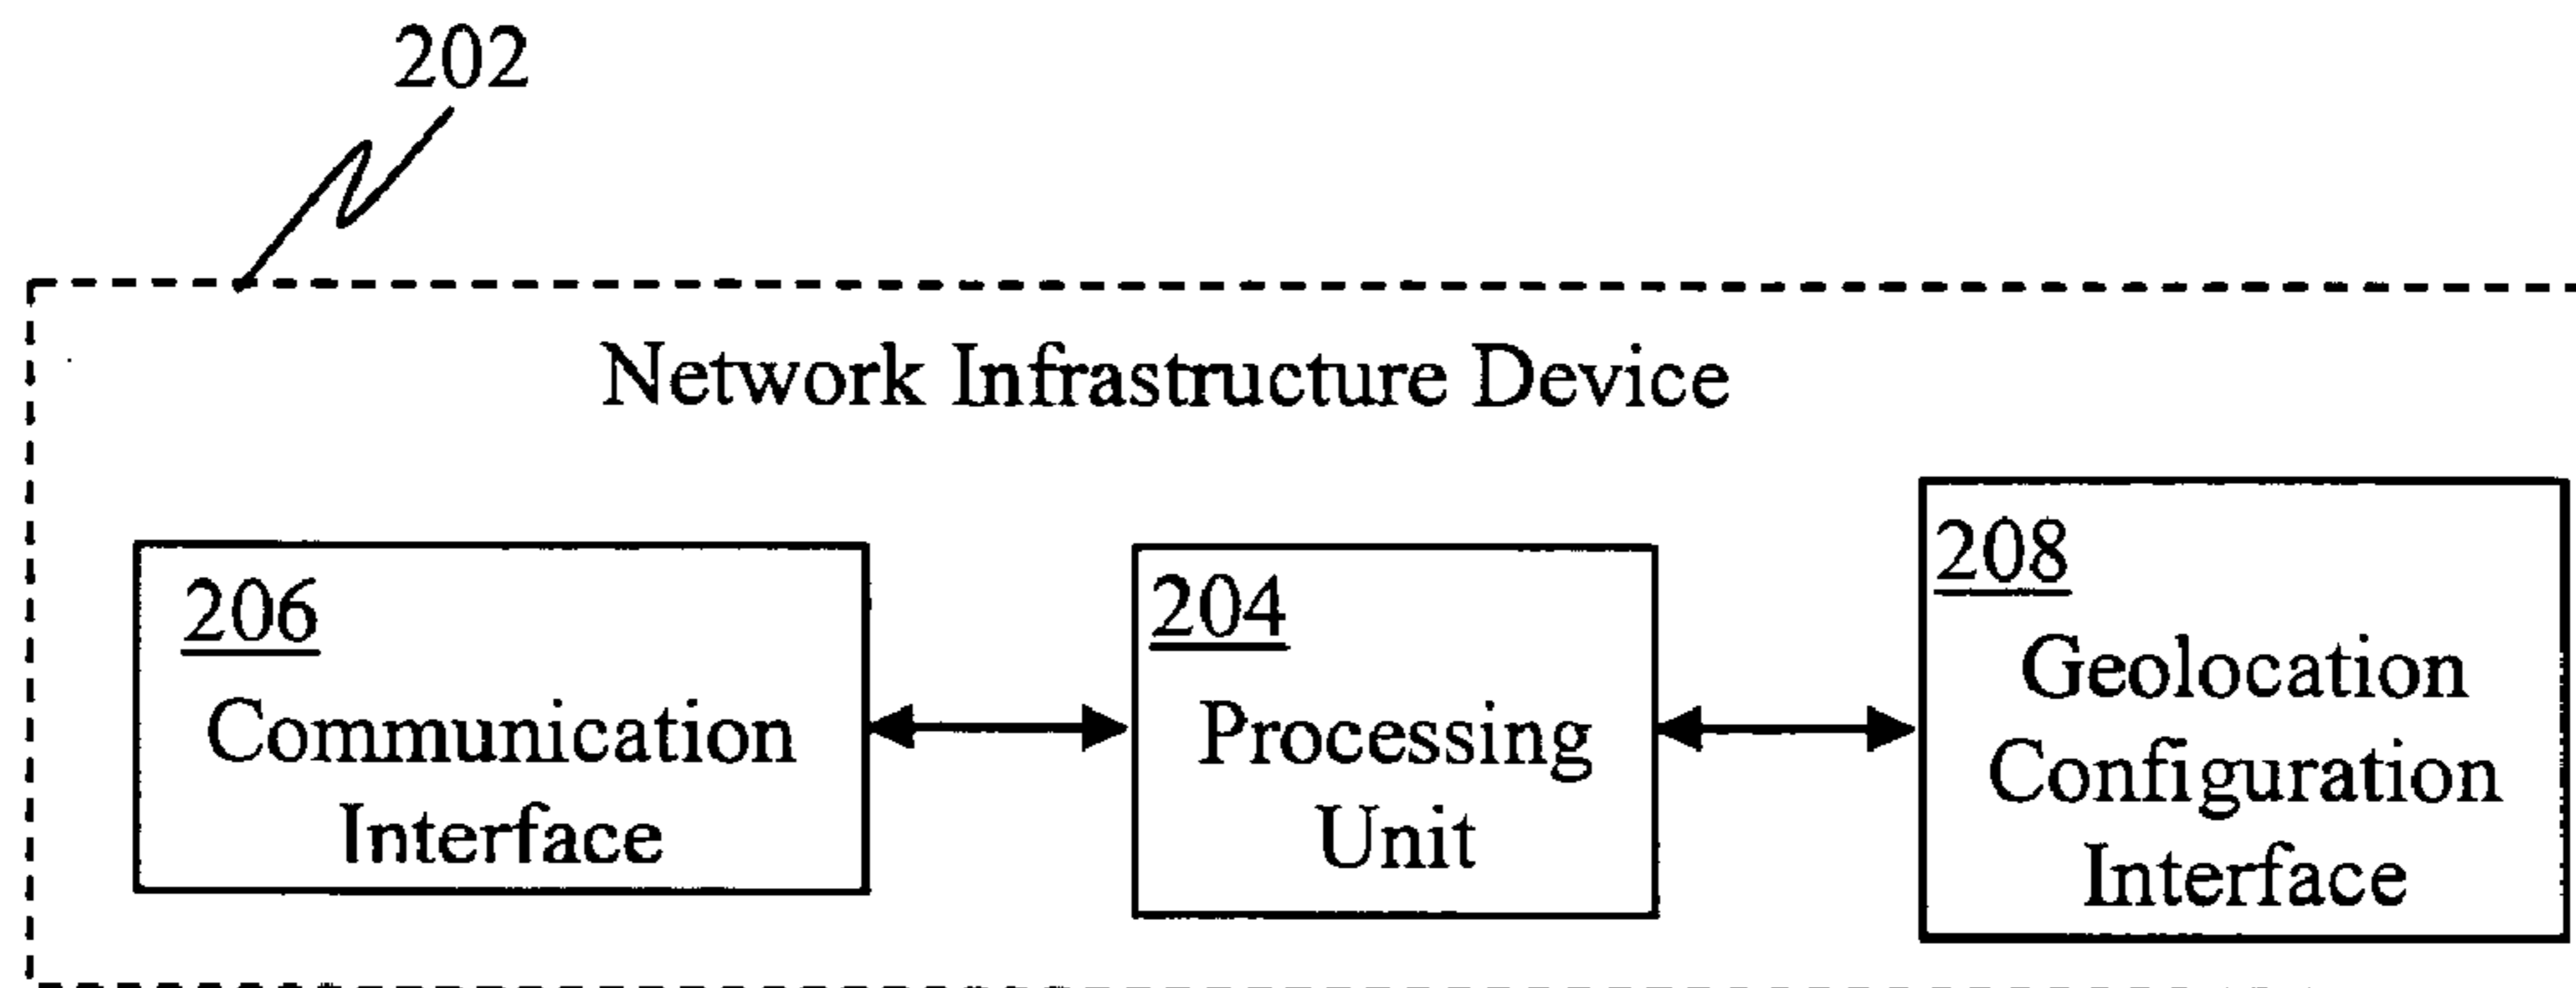 202
Network Infrastructure Device
206
Communication
Interface
204
Processing
Unit
208
Geolocation
Configuration
Interface